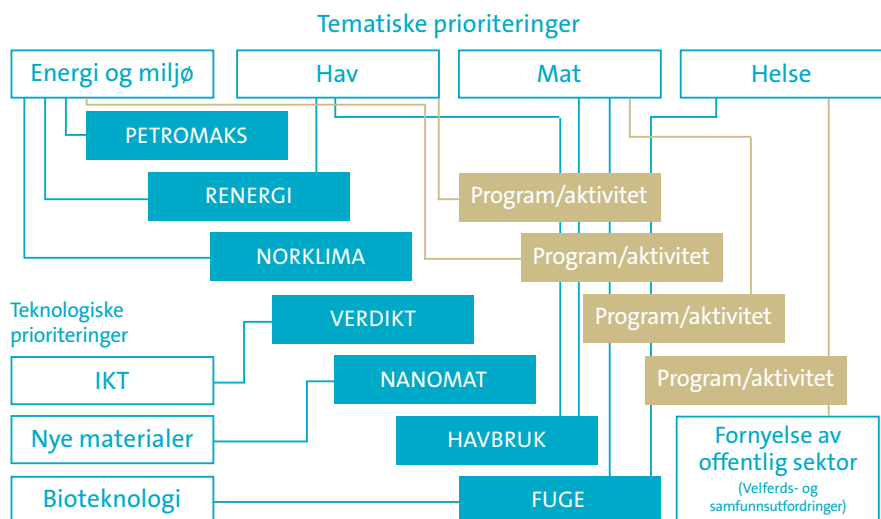 Tematiske prioriteringer
Energi og miljø
Hav
Mat
Helse
PETROMAKS
RENERGI
Program/aktivitet
NORKLIMA
Program/aktivitet
Teknologiske
prioriteringer
VERDIKT
Program/aktivitet
IKT
NANOMAT
Program/aktivitet
Nye materialer
HAVBRUK
Fornyelse av
offentlig sektor
(Velferds- og
samfunnsutfordringer)
Bioteknologi
FUGE